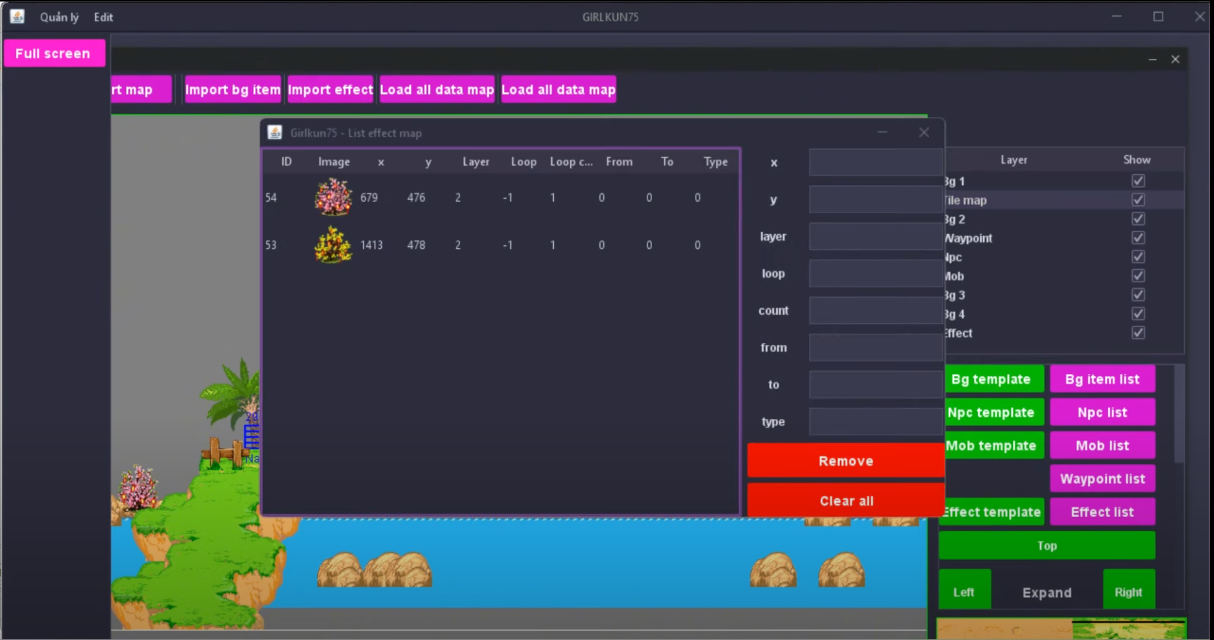 Quản lý Edit GIRLKUN75
Full screen
rt map Import bg item Import effect Load all data map Load all data map
Girlkun75 - List effect map
ID Image x y Layer Loop Loop c... From To Type
54 679 476 2 -1 1 0 0 0
53 1413 478 2 -1 1 0 0 0
x
y
layer
loop
count
from
to
type
Remove
Clear all
Layer Show
Bg 1
Tile map
Bg 2
Waypoint
Npc
Mob
Bg 3
Bg 4
Effect
Bg template Bg item list
Npc template Npc list
Mob template Mob list
Waypoint list
Effect template Effect list
Top
Left Expand Right
Na